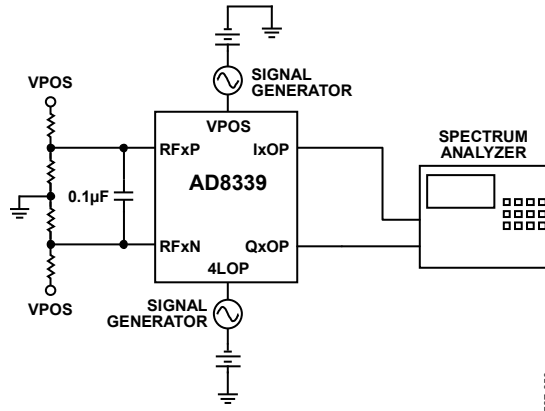 SIGNAL
GENERATOR
VPOS
VPOS
RFxP
IxOP
SPECTRUM
ANALYZER
AD8339
0.1µF
RFxN
QxOP
4LOP
VPOS
SIGNAL
GENERATOR